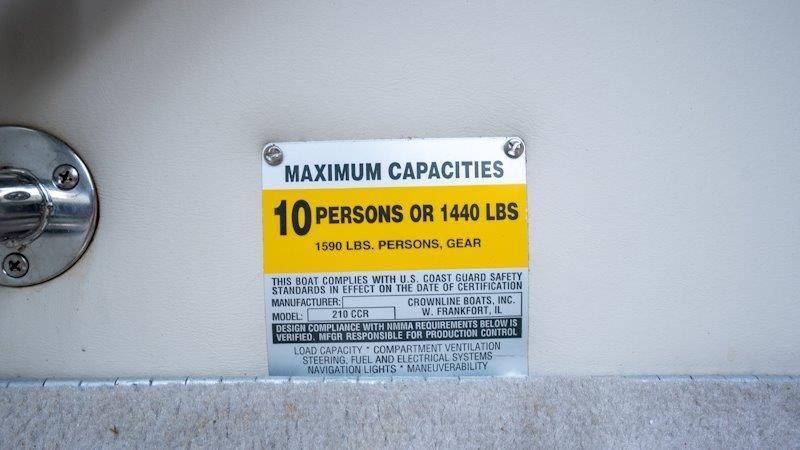 MAXIMUM CAPACITIES
10 PERSONS OR 1440 LBS
1590 LBS. PERSONS, GEAR
THIS BOAT COMPLIES WITH U.S. COAST GUARD SAFETY
STANDARDS IN EFFECT ON THE DATE OF CERTIFICATION
MANUFACTURER: CROWNLINE BOATS, INC.
MODEL: 210 CCR W. FRANKFORT, IL
DESIGN COMPLIANCE WITH NMMA REQUIREMENTS BELOW IS
VERIFIED. MFGR RESPONSIBLE FOR PRODUCTION CONTROL
LOAD CAPACITY * COMPARTMENT VENTILATION
STEERING, FUEL AND ELECTRICAL SYSTEMS
NAVIGATION LIGHTS * MANEUVERABILITY